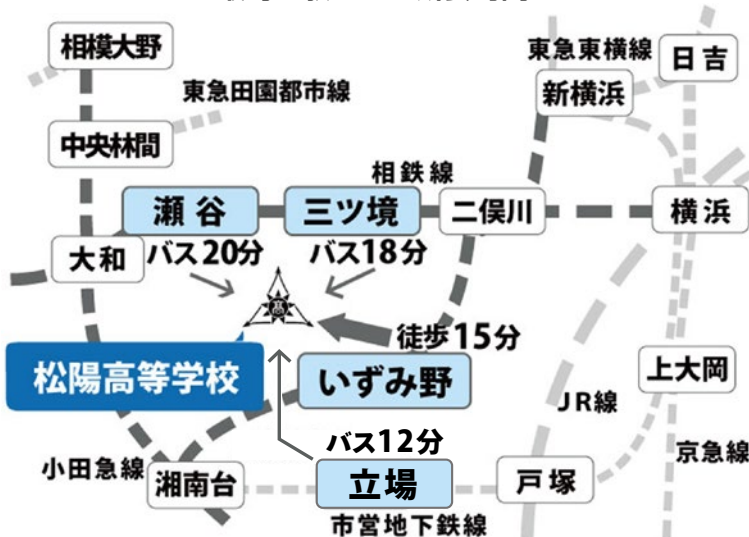 相模大野
東急東横線
日吉
東急田園都市線
新横浜
中央林間
相鉄線
瀬谷
三ツ境
二俣川
横浜
大和
バス20分
バス18分
高
徒歩15分
松陽高等学校
いずみ野
上大岡
JR線
バス12分
京急線
小田急線
湘南台
立場
戸塚
市営地下鉄線